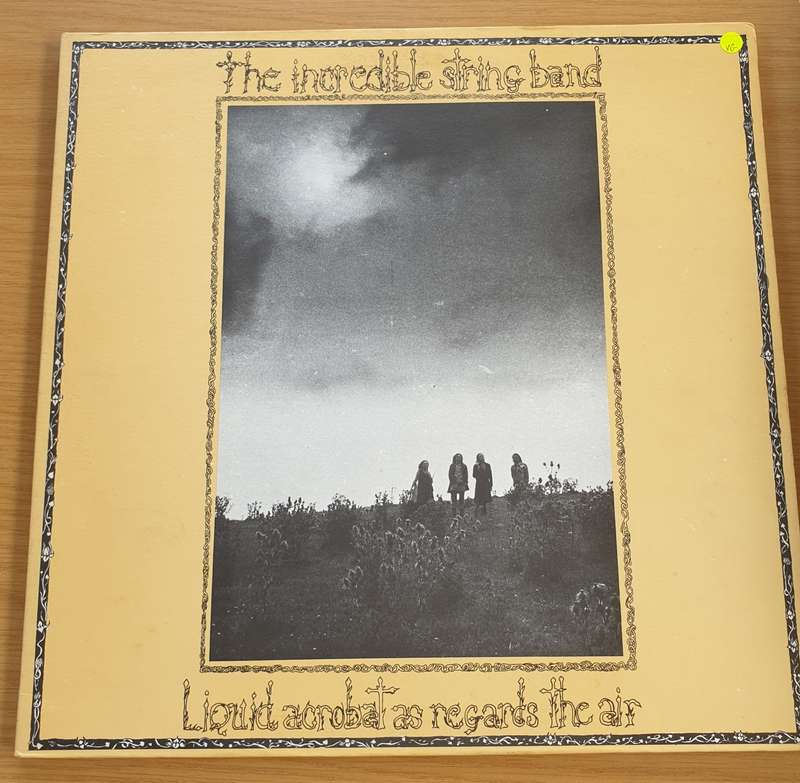 The incredible string band
Liquid acrobat as regards the air